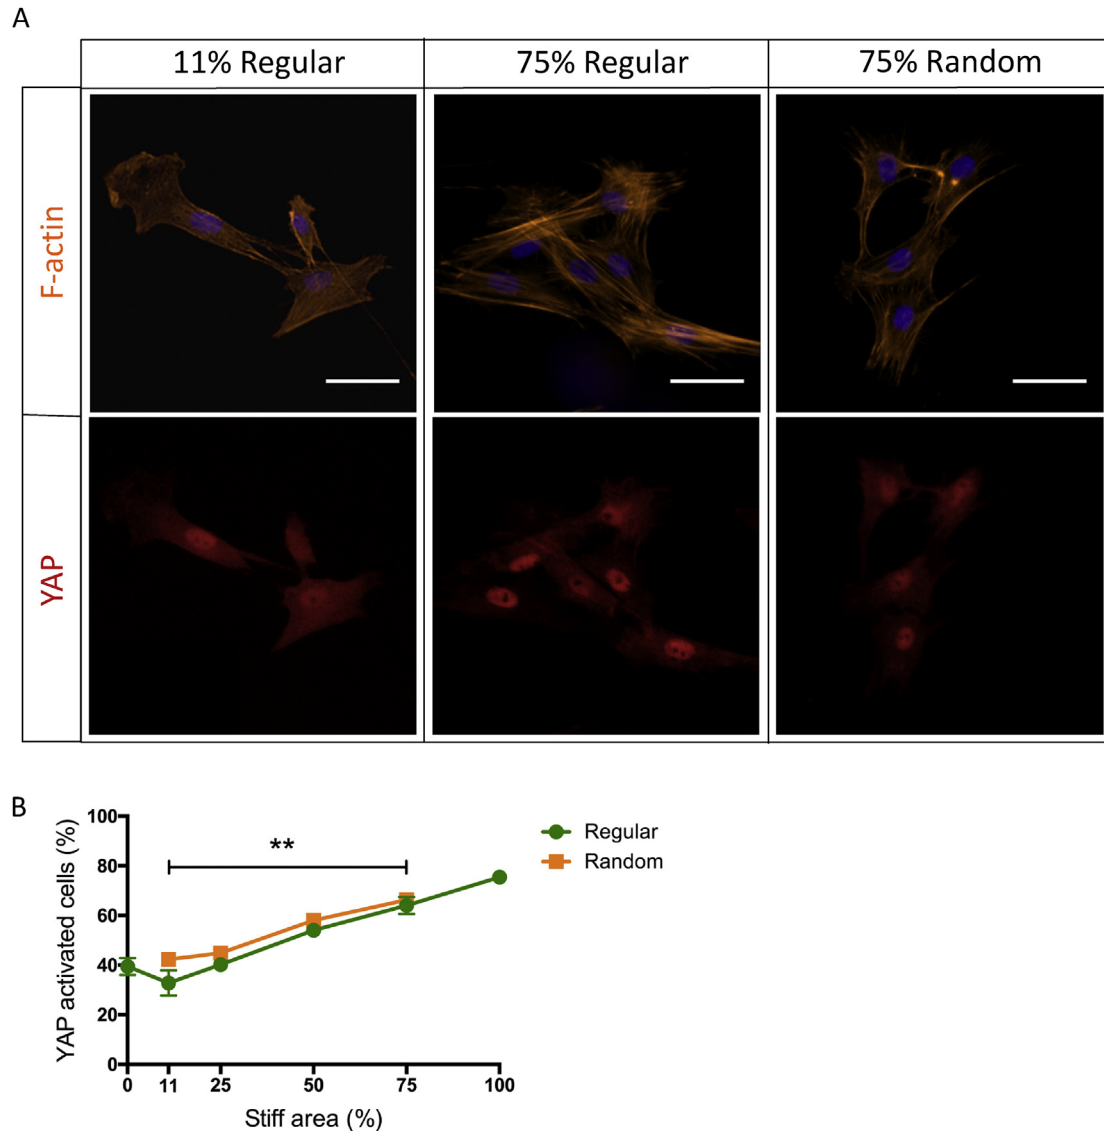 A
11% Regular
75% Regular
75% Random
F-actin
YAP
B
YAP activated cells (%)
100
80
60
40
20
0
**
Regular
Random
0 11 25 50 75 100
Stiff area (%)